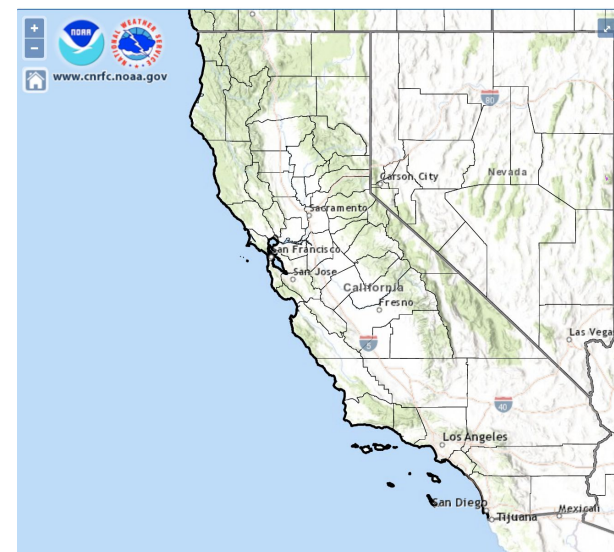 +
NOAA
NATIONAL WEATHER SERVICE
−
www.cnrfc.noaa.gov
80
Carson City
Nevada
Sacramento
San Francisco
San Jose
California
Fresno
5
Las Vegas
40
Los Angeles
San Diego
Tijuana
Mexicali